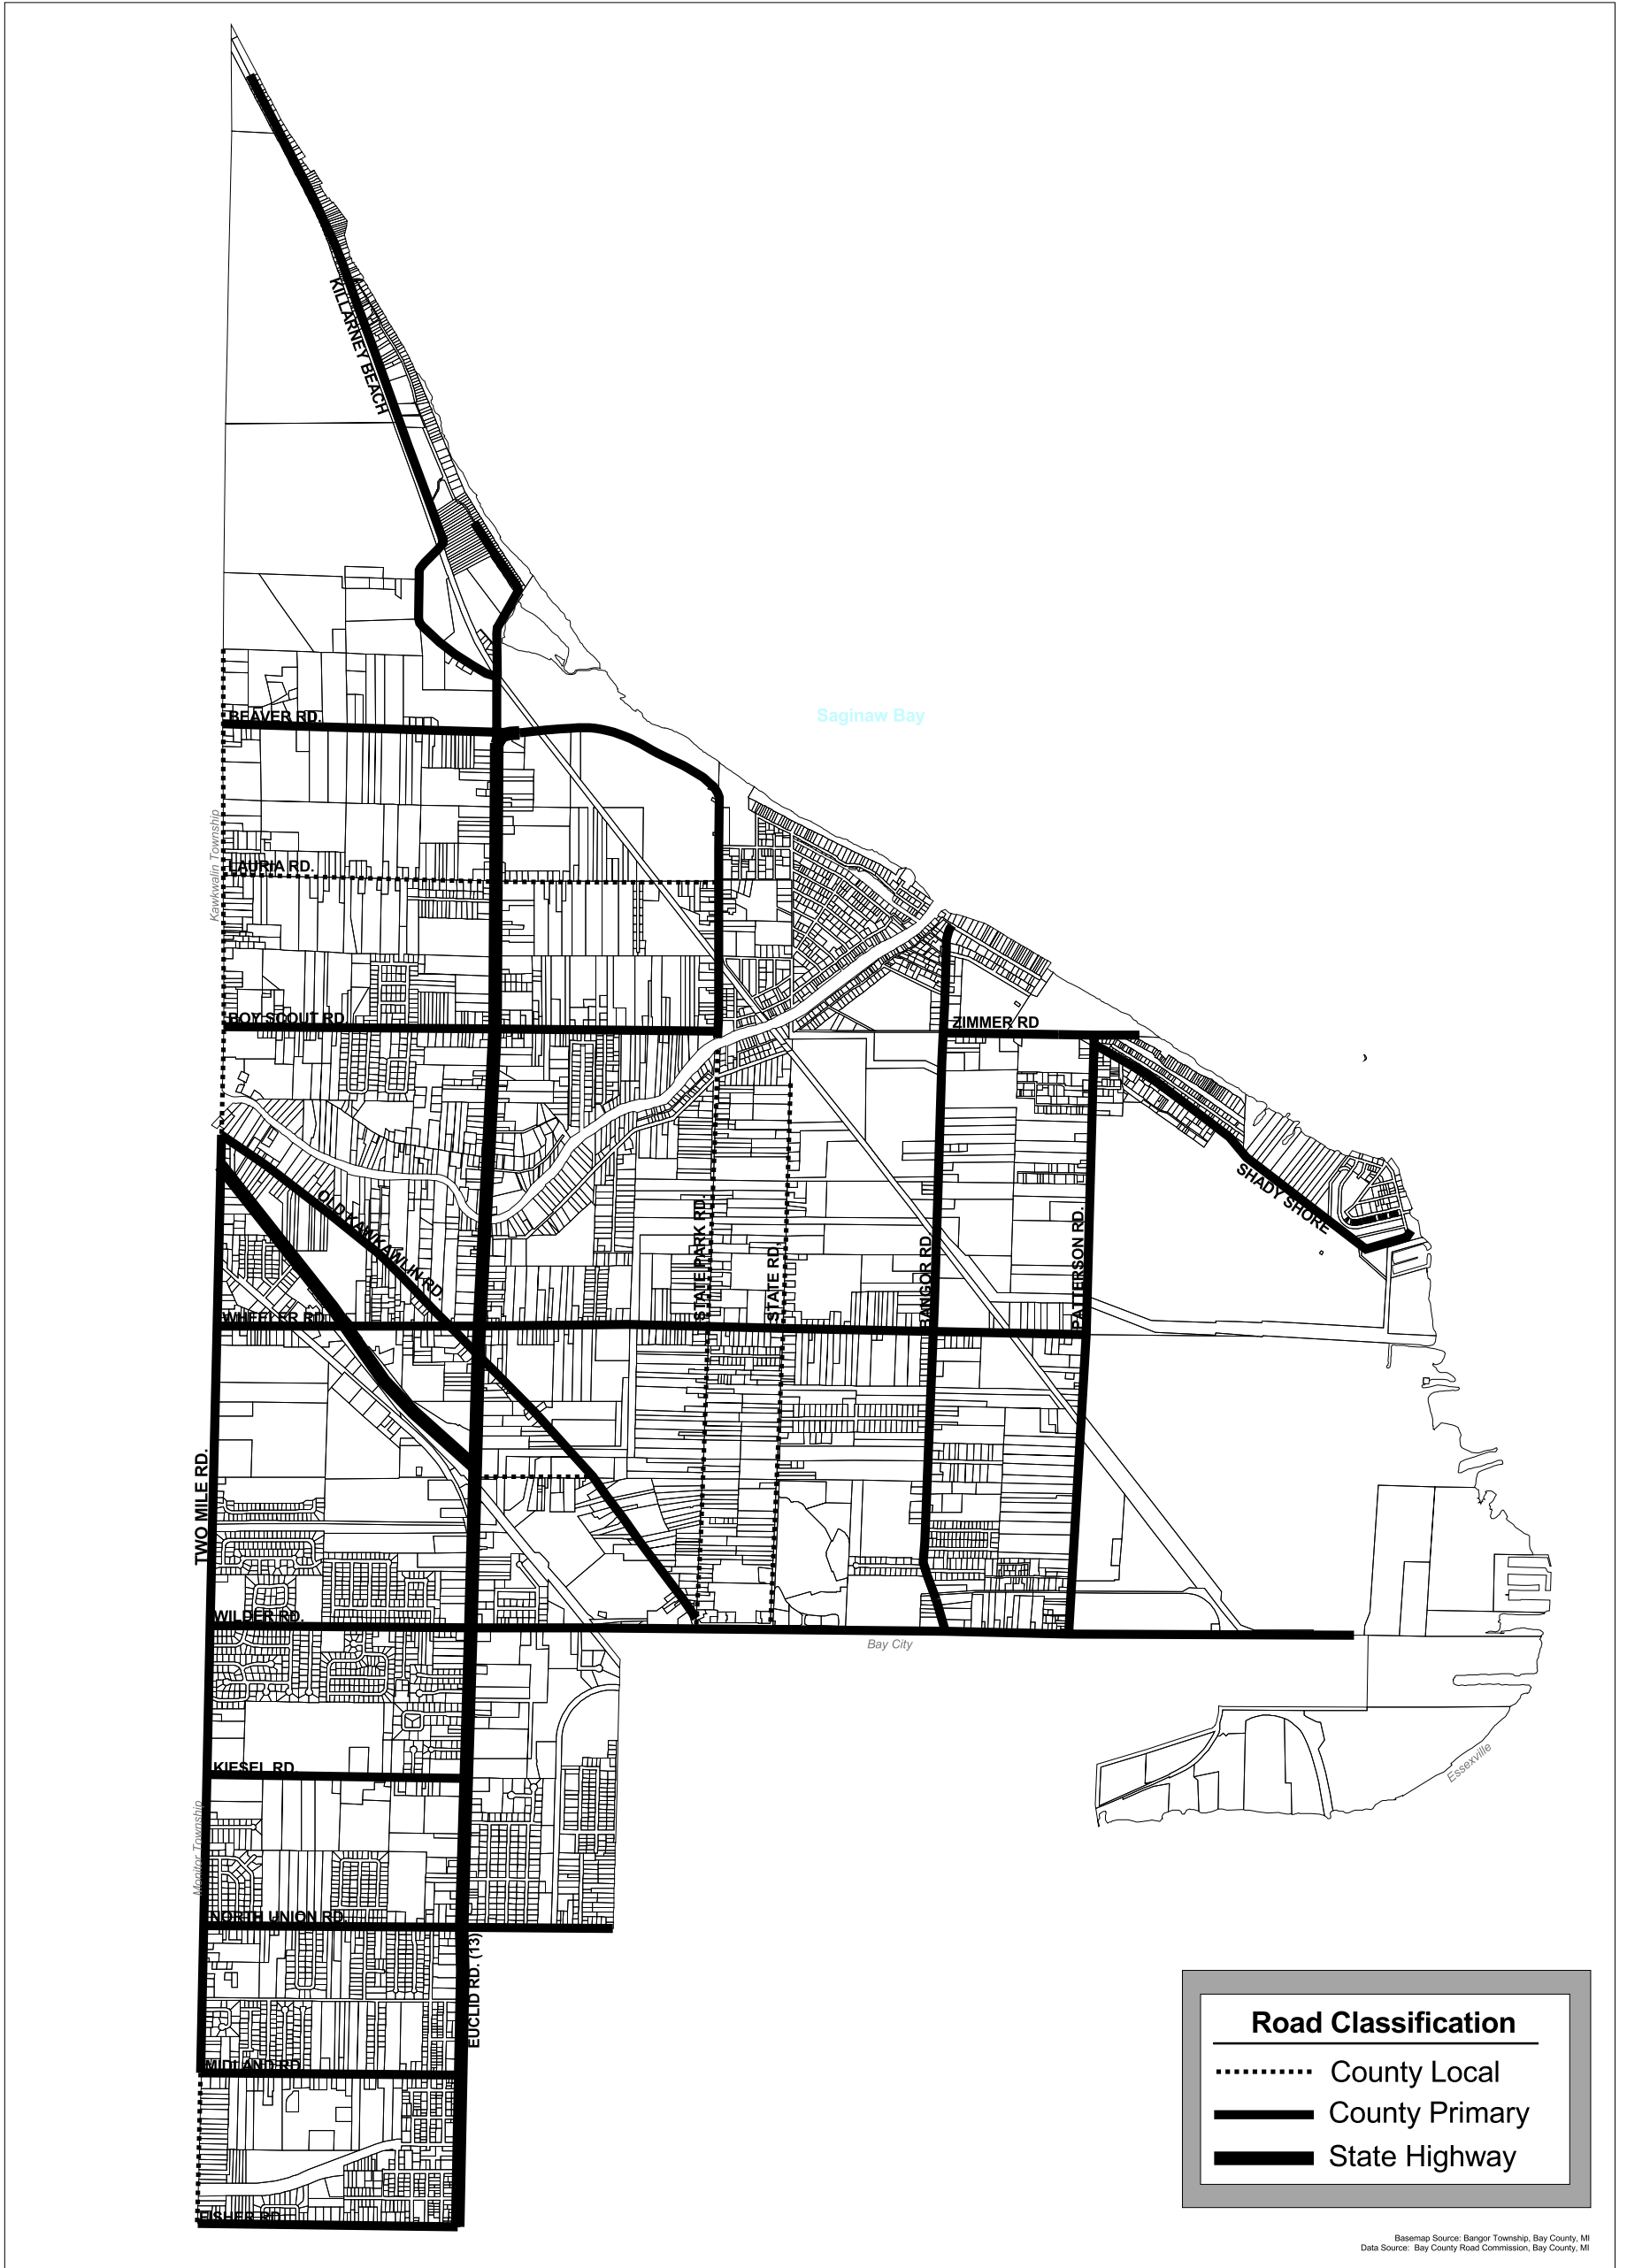 KILLARNEY BEACH
Saginaw Bay
BEAVER RD.
Kawkwalin Township
LAURIA RD.
BOY SCOUT RD.
ZIMMER RD
SHADY SHORE
OLD KAWKAWLIN RD.
STATE PARK RD.
STATE RD.
BANGOR RD.
PATTERSON RD.
WHEELER RD.
TWO MILE RD.
WILDER RD.
Bay City
KIESEL RD.
Essexville
Monitor Township
NORTH UNION RD.
EUCLID RD. (13)
MIDLAND RD.
FISHER RD.
Road Classification
County Local
County Primary
State Highway
Basemap Source: Bangor Township, Bay County, MI
Data Source: Bay County Road Commission, Bay County, MI